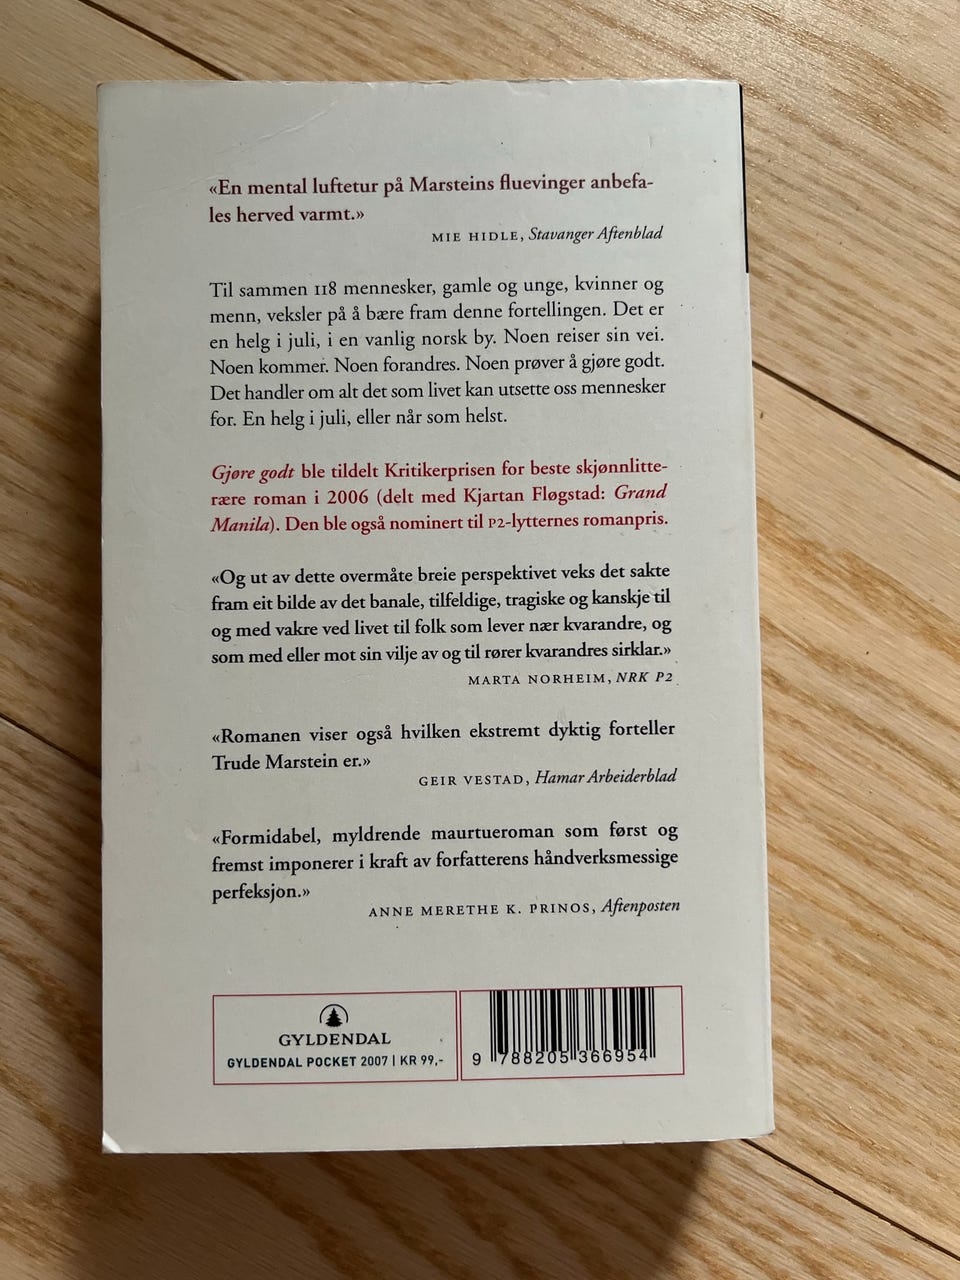 «En mental luftetur på Marsteins fluevinger anbefa-
les herved varmt.»
MIE HIDLE, Stavanger Aftenblad
Til sammen 118 mennesker, gamle og unge, kvinner og
menn, veksler på å bære fram denne fortellingen. Det er
en helg i juli, i en vanlig norsk by. Noen reiser sin vei.
Noen kommer. Noen forandres. Noen prøver å gjøre godt.
Det handler om alt det som livet kan utsette oss mennesker
for. En helg i juli, eller når som helst.
Gjøre godt ble tildelt Kritikerprisen for beste skjønnlitte-
rære roman i 2006 (delt med Kjartan Fløgstad: Grand
Manila). Den ble også nominert til P2-lytternes romanpris.
«Og ut av dette overmåte breie perspektivet veks det sakte
fram eit bilde av det banale, tilfeldige, tragiske og kanskje til
og med vakre ved livet til folk som lever nær kvarandre, og
som med eller mot sin vilje av og til rører kvarandres sirklar.»
MARTA NORHEIM, NRK P2
«Romanen viser også hvilken ekstremt dyktig forteller
Trude Marstein er.»
GEIR VESTAD, Hamar Arbeiderblad
«Formidabel, myldrende maurtueroman som først og
fremst imponerer i kraft av forfatterens håndverksmessige
perfeksjon.»
ANNE MERETHE K. PRINOS, Aftenposten
GYLDENDAL
GYLDENDAL POCKET 2007 | KR 99,-
9 788205 366954